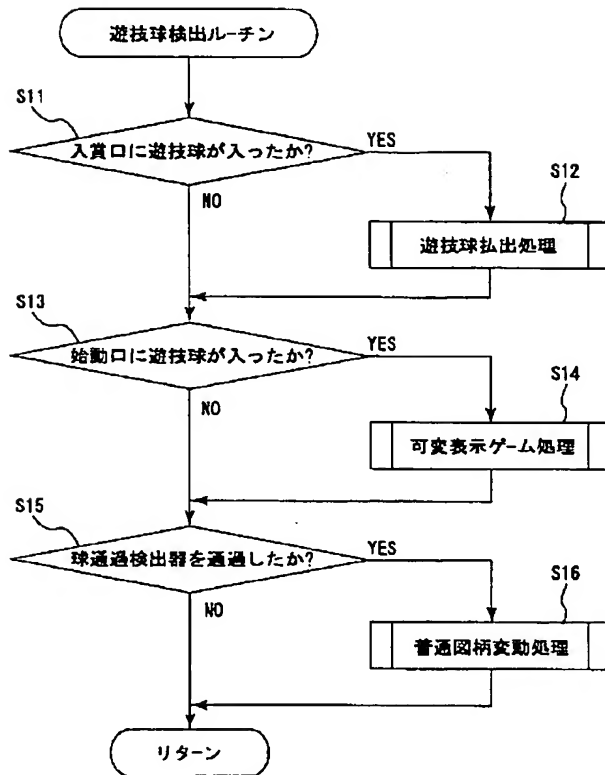 遊技球検出ルーチン
S11
入賞口に遊技球が入ったか?
YES
NO
S12
遊技球払出処理
S13
始動口に遊技球が入ったか?
YES
NO
S14
可変表示ゲーム処理
S15
球通過検出器を通過したか?
YES
NO
S16
普通図柄変動処理
リターン